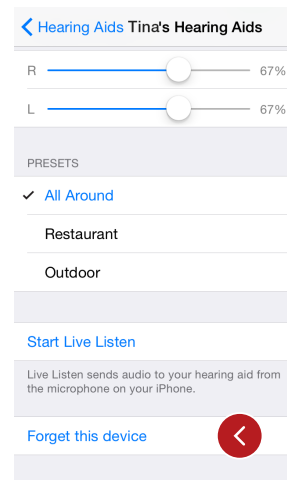 Hearing Aids Tina's Hearing Aids
R 67%
L 67%
PRESETS
All Around
Restaurant
Outdoor
Start Live Listen
Live Listen sends audio to your hearing aid from
the microphone on your iPhone.
Forget this device